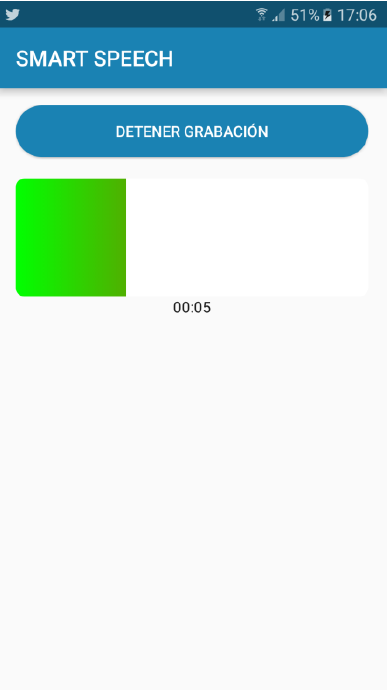 51% 17:06
SMART SPEECH
DETENER GRABACIÓN
00:05